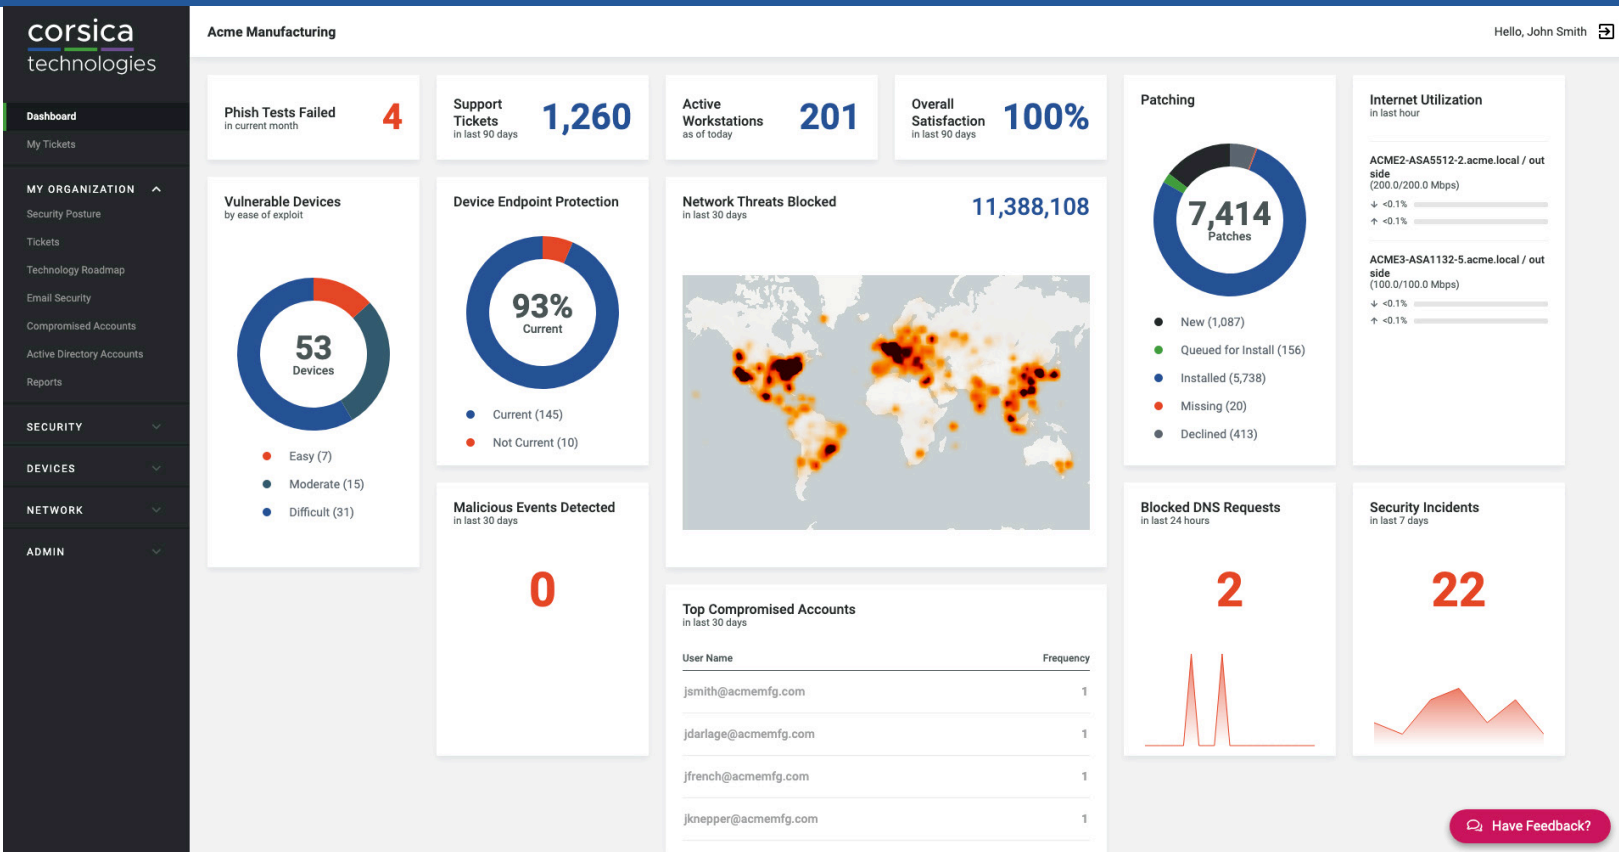 corsica
technologies
Dashboard
My Tickets
MY ORGANIZATION
Security Posture
Tickets
Technology Roadmap
Email Security
Compromised Accounts
Active Directory Accounts
Reports
SECURITY
DEVICES
NETWORK
ADMIN
Acme Manufacturing
Hello, John Smith
Phish Tests Failed
in current month
4
Support
Tickets
in last 90 days
1,260
Active
Workstations
as of today
201
Overall
Satisfaction
in last 90 days
100%
Vulnerable Devices
by ease of exploit
53
Devices
Easy (7)
Moderate (15)
Difficult (31)
Device Endpoint Protection
93%
Current
Current (145)
Not Current (10)
Malicious Events Detected
in last 30 days
0
Network Threats Blocked
in last 30 days
11,388,108
Top Compromised Accounts
in last 30 days
User Name Frequency
jsmith@acmemfg.com 1
jdarlage@acmemfg.com 1
jfrench@acmemfg.com 1
jknepper@acmemfg.com 1
Patching
7,414
Patches
New (1,087)
Queued for Install (156)
Installed (5,738)
Missing (20)
Declined (413)
Internet Utilization
in last hour
ACME2-ASA5512-2.acme.local / out
side
(200.0/200.0 Mbps)
↓ <0.1%
↑ <0.1%
ACME3-ASA1132-5.acme.local / out
side
(100.0/100.0 Mbps)
↓ <0.1%
↑ <0.1%
Blocked DNS Requests
in last 24 hours
2
Security Incidents
in last 7 days
22
Have Feedback?